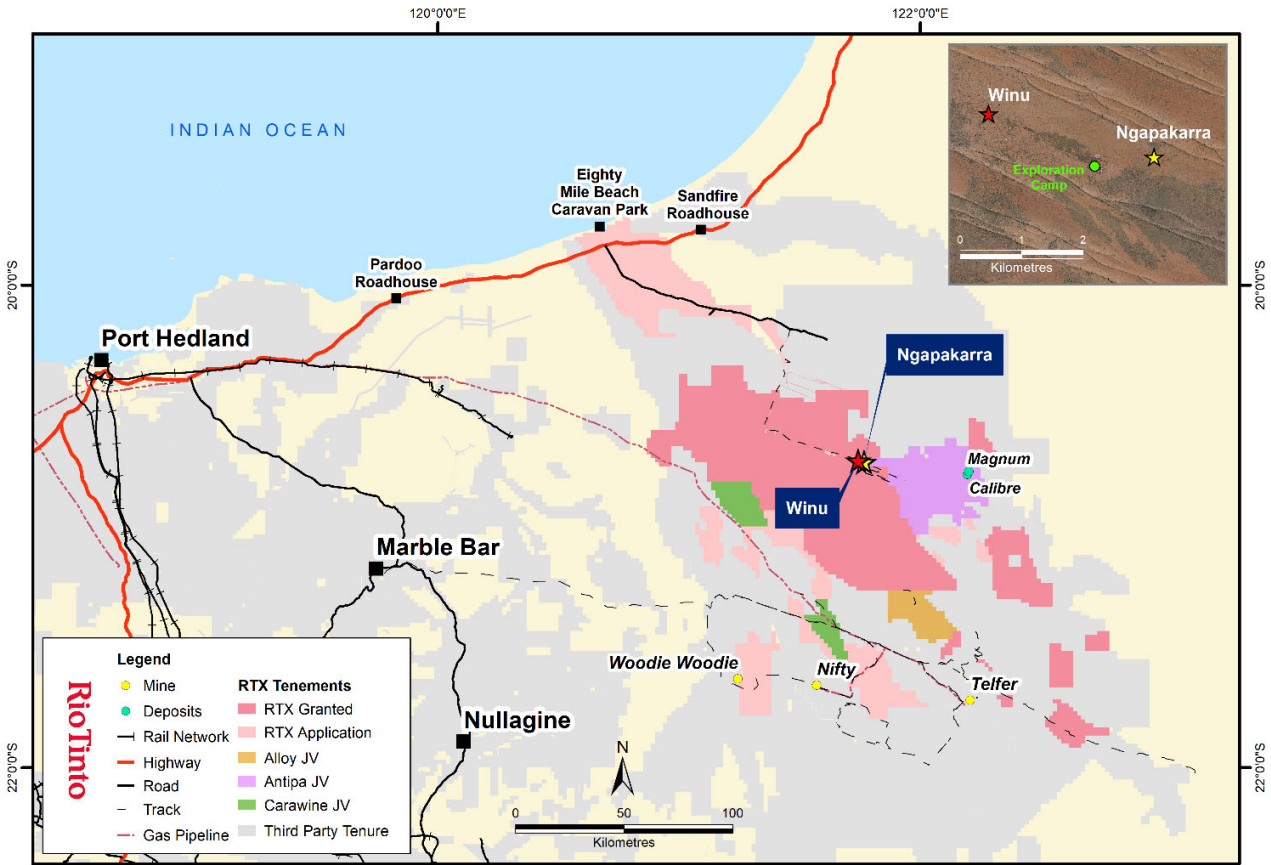 120°0'0"E
122°0'0"E
INDIAN OCEAN
Winu
Ngapakarra
Exploration
Camp
0 1 2
Kilometres
Eighty
Mile Beach
Caravan Park
Sandfire
Roadhouse
Pardoo
Roadhouse
20°0'0"S
20°0'0"S
Port Hedland
Ngapakarra
Magnum
Calibre
Winu
Marble Bar
Woodie Woodie
Nifty
Telfer
Nullagine
22°0'0"S
22°0'0"S
N
0 50 100
Kilometres
RioTinto
Legend
Mine
Deposits
Rail Network
Highway
Road
Track
Gas Pipeline
RTX Tenements
RTX Granted
RTX Application
Alloy JV
Antipa JV
Carawine JV
Third Party Tenure